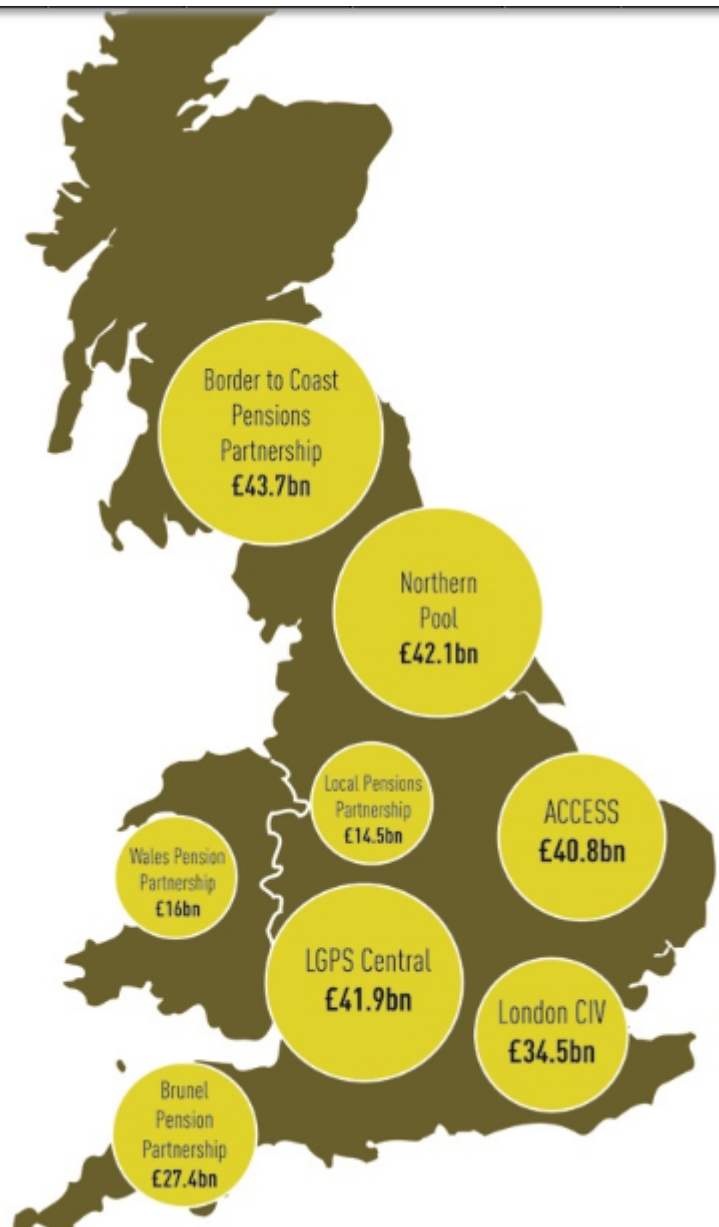 Border to Coast
Pensions
Partnership
£43.7bn
Northern
Pool
£42.1bn
Local Pensions
Partnership
£14.5bn
ACCESS
£40.8bn
Wales Pension
Partnership
£16bn
LGPS Central
£41.9bn
London CIV
£34.5bn
Brunel
Pension
Partnership
£27.4bn